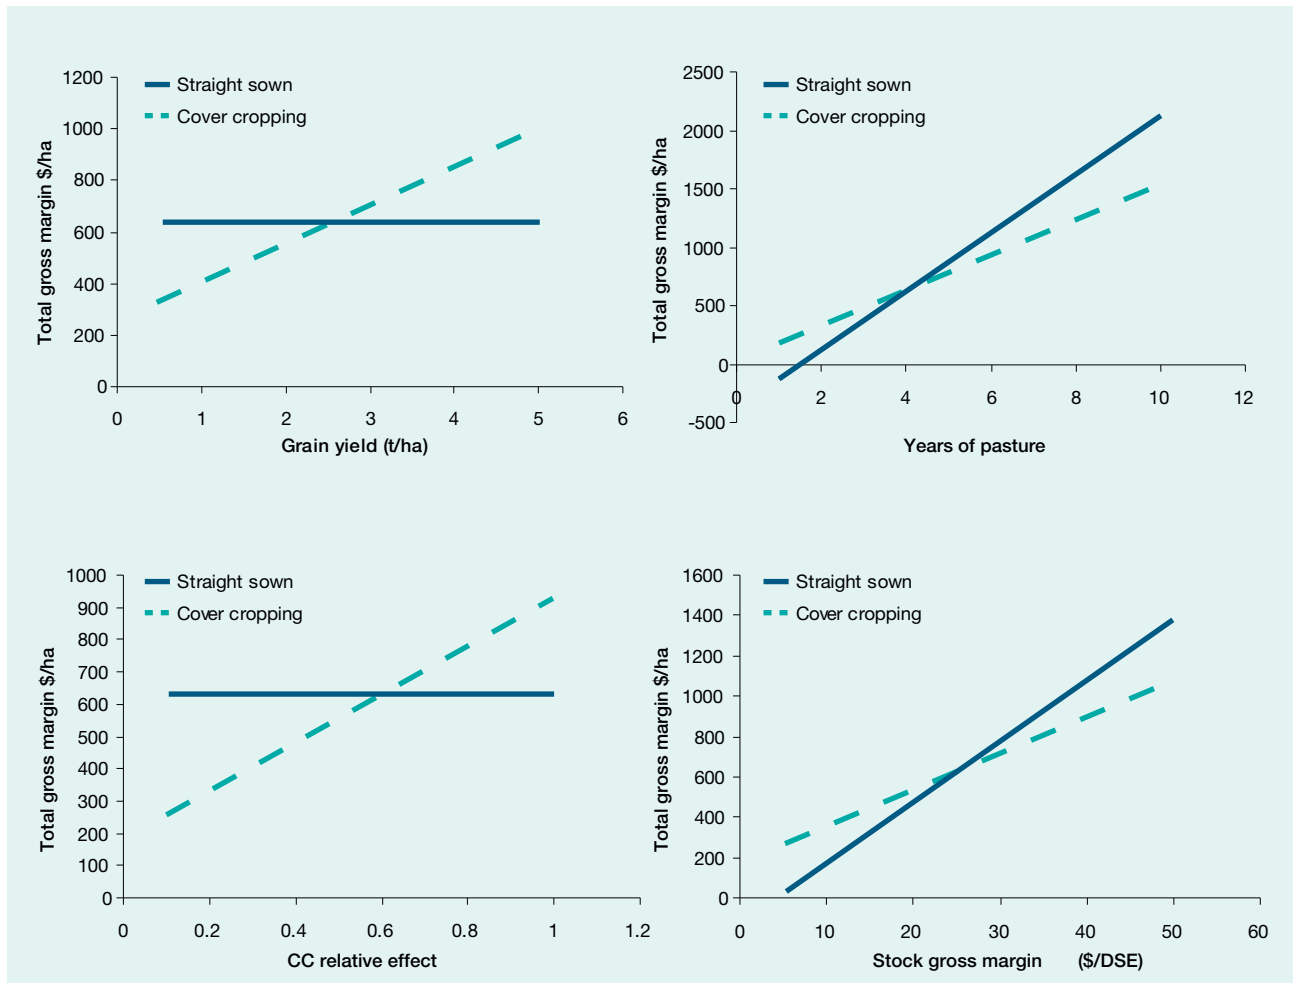 1200
1000
800
600
400
200
0
Total gross margin $/ha
Straight sown
Cover cropping
0 1 2 3 4 5 6
Grain yield (t/ha)
2500
2000
1500
1000
500
0
-500
Total gross margin $/ha
Straight sown
Cover cropping
0 2 4 6 8 10 12
Years of pasture
1000
900
800
700
600
500
400
300
200
100
0
Total gross margin $/ha
Straight sown
Cover cropping
0 0.2 0.4 0.6 0.8 1 1.2
CC relative effect
1600
1400
1200
1000
800
600
400
200
0
Total gross margin $/ha
Straight sown
Cover cropping
0 10 20 30 40 50 60
Stock gross margin ($/DSE)